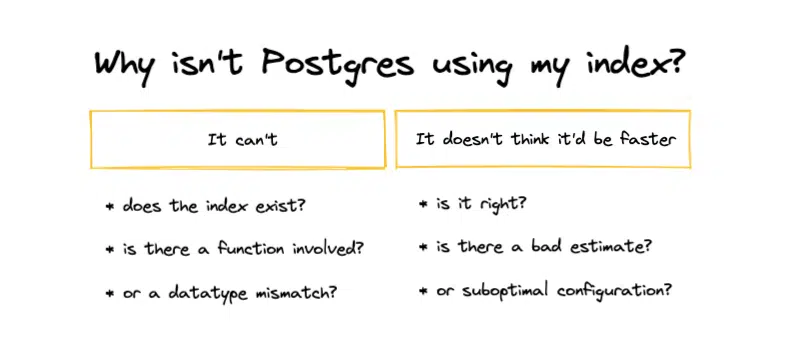 Why isn't Postgres using my index?
It can't
* does the index exist?
* is there a function involved?
* or a datatype mismatch?
It doesn't think it'd be faster
* is it right?
* is there a bad estimate?
* or suboptimal configuration?